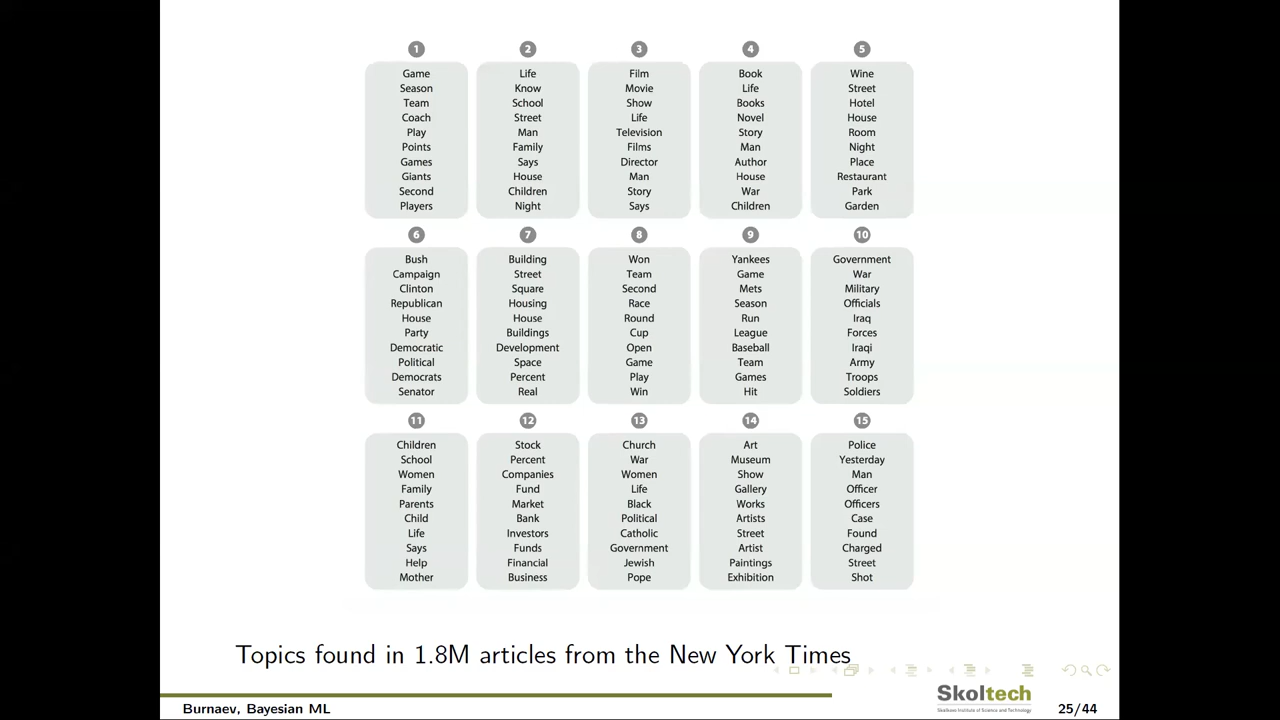 1
Game
Season
Team
Coach
Play
Points
Games
Giants
Second
Players
2
Life
Know
School
Street
Man
Family
Says
House
Children
Night
3
Film
Movie
Show
Life
Television
Films
Director
Man
Story
Says
4
Book
Life
Books
Novel
Story
Man
Author
House
War
Children
5
Wine
Street
Hotel
House
Room
Night
Place
Restaurant
Park
Garden
6
Bush
Campaign
Clinton
Republican
House
Party
Democratic
Political
Democrats
Senator
7
Building
Street
Square
Housing
House
Buildings
Development
Space
Percent
Real
8
Won
Team
Second
Race
Round
Cup
Open
Game
Play
Win
9
Yankees
Game
Mets
Season
Run
League
Baseball
Team
Games
Hit
10
Government
War
Military
Officials
Iraq
Forces
Iraqi
Army
Troops
Soldiers
11
Children
School
Women
Family
Parents
Child
Life
Says
Help
Mother
12
Stock
Percent
Companies
Fund
Market
Bank
Investors
Funds
Financial
Business
13
Church
War
Women
Life
Black
Political
Catholic
Government
Jewish
Pope
14
Art
Museum
Show
Gallery
Works
Artists
Street
Artist
Paintings
Exhibition
15
Police
Yesterday
Man
Officer
Officers
Case
Found
Charged
Street
Shot
Topics found in 1.8M articles from the New York Times
Burnaev, Bayesian ML
Skoltech
Skolkovo Institute of Science and Technology
25/44